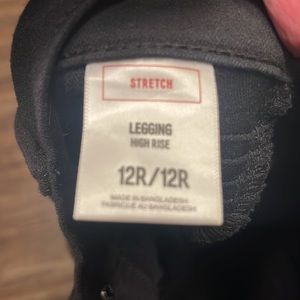 STRETCH
LEGGING
HIGH RISE
12R/12R
MADE IN BANGLADESH
FABRIQUÉ AU BANGLADESH